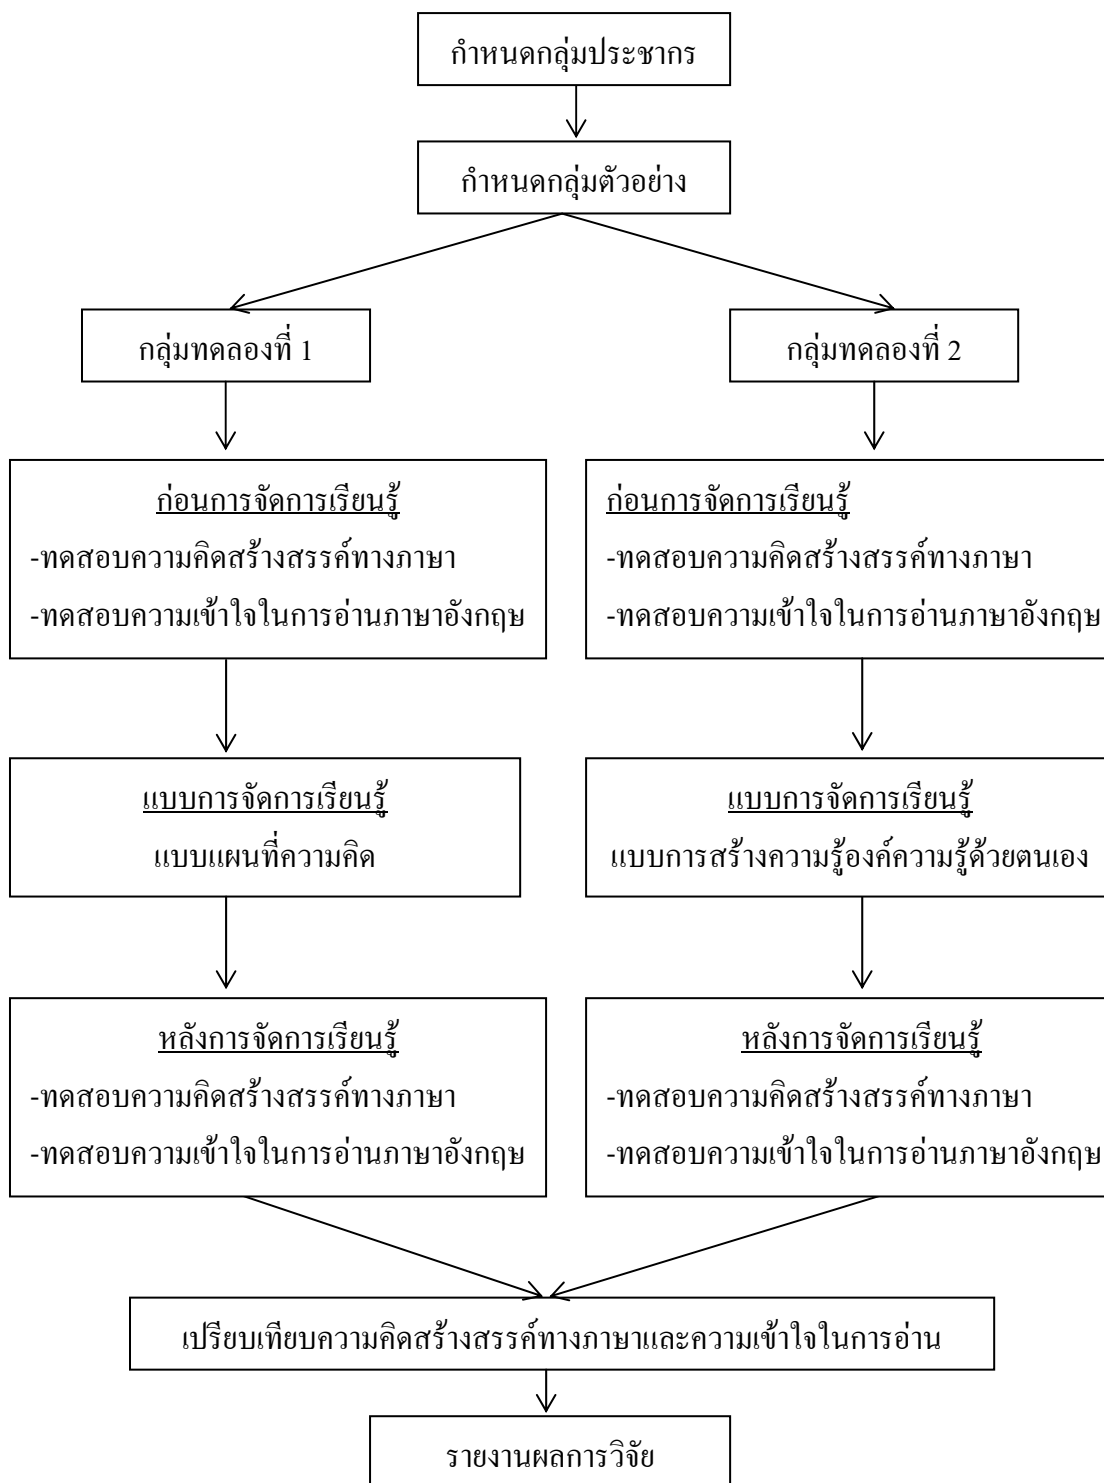 กำหนดกลุ่มประชากร
กำหนดกลุ่มตัวอย่าง
กลุ่มทดลองที่ 1
กลุ่มทดลองที่ 2
ก่อนการจัดการเรียนรู้
-ทดสอบความคิดสร้างสรรค์ทางภาษา
-ทดสอบความเข้าใจในการอ่านภาษาอังกฤษ
ก่อนการจัดการเรียนรู้
-ทดสอบความคิดสร้างสรรค์ทางภาษา
-ทดสอบความเข้าใจในการอ่านภาษาอังกฤษ
แบบการจัดการเรียนรู้
แบบแผนที่ความคิด
แบบการจัดการเรียนรู้
แบบการสร้างความรู้องค์ความรู้ด้วยตนเอง
หลังการจัดการเรียนรู้
-ทดสอบความคิดสร้างสรรค์ทางภาษา
-ทดสอบความเข้าใจในการอ่านภาษาอังกฤษ
หลังการจัดการเรียนรู้
-ทดสอบความคิดสร้างสรรค์ทางภาษา
-ทดสอบความเข้าใจในการอ่านภาษาอังกฤษ
เปรียบเทียบความคิดสร้างสรรค์ทางภาษาและความเข้าใจในการอ่าน
รายงานผลการวิจัย